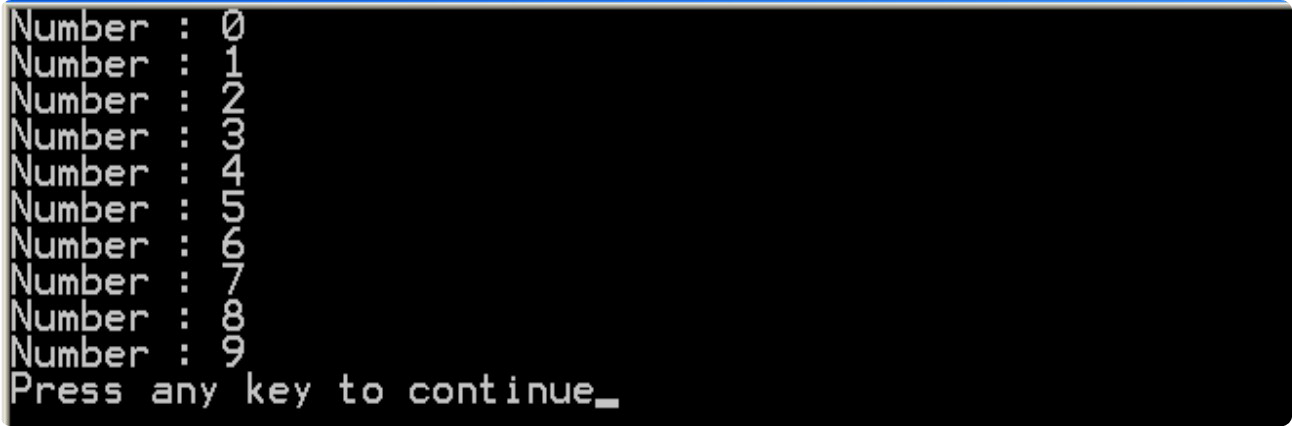 Number : 0
Number : 1
Number : 2
Number : 3
Number : 4
Number : 5
Number : 6
Number : 7
Number : 8
Number : 9
Press any key to continue_